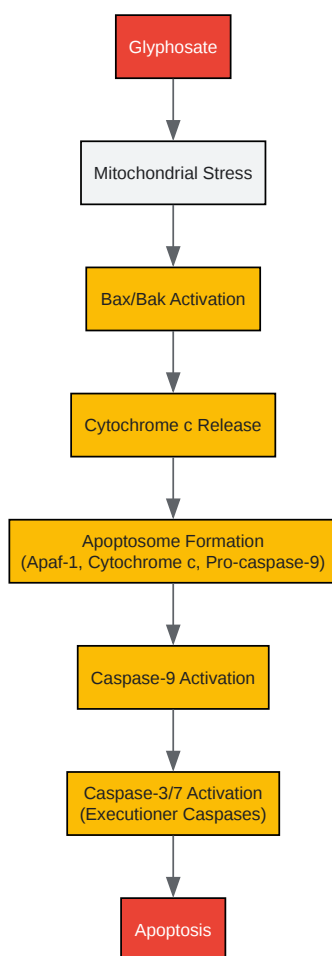 Glyphosate
Mitochondrial Stress
Bax/Bak Activation
Cytochrome c Release
Apoptosome Formation
(Apaf-1, Cytochrome c, Pro-caspase-9)
Caspase-9 Activation
Caspase-3/7 Activation
(Executioner Caspases)
Apoptosis